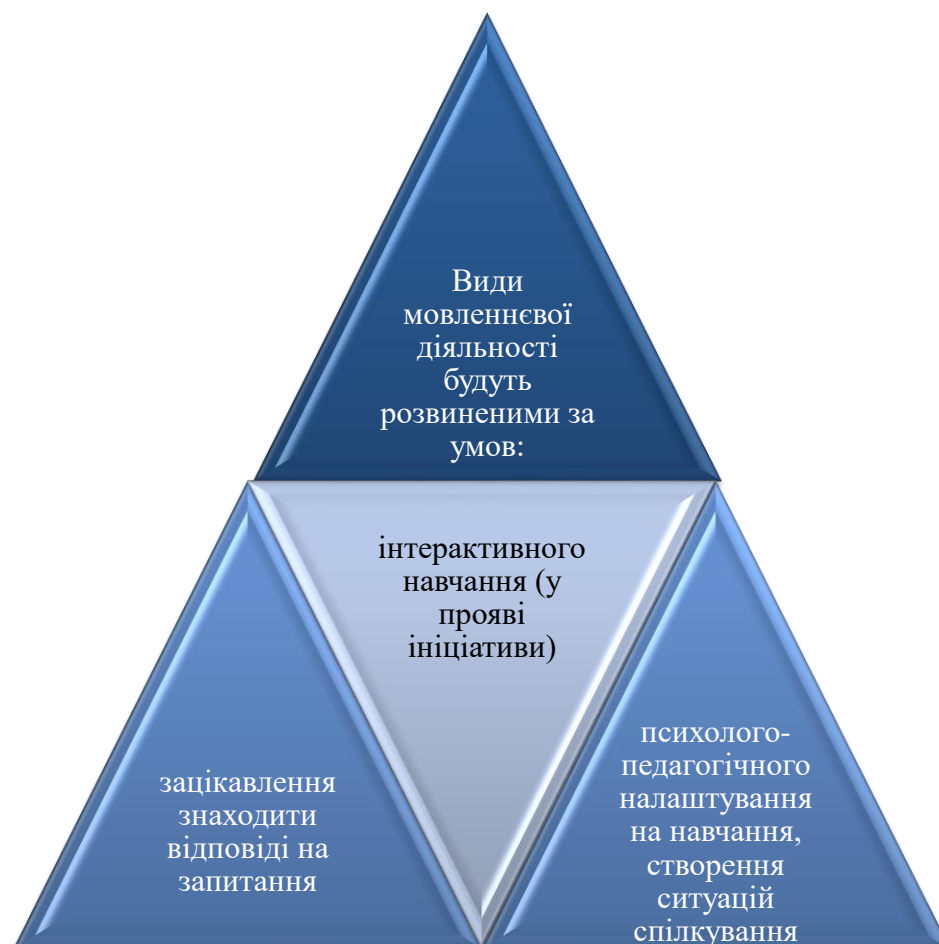 Види
мовленнєвої
діяльності
будуть
розвиненими за
умов:
інтерактивного
навчання (у
прояві
ініціативи)
зацікавлення
знаходити
відповіді на
запитання
психолого-
педагогічного
налаштування
на навчання,
створення
ситуацій
спілкування